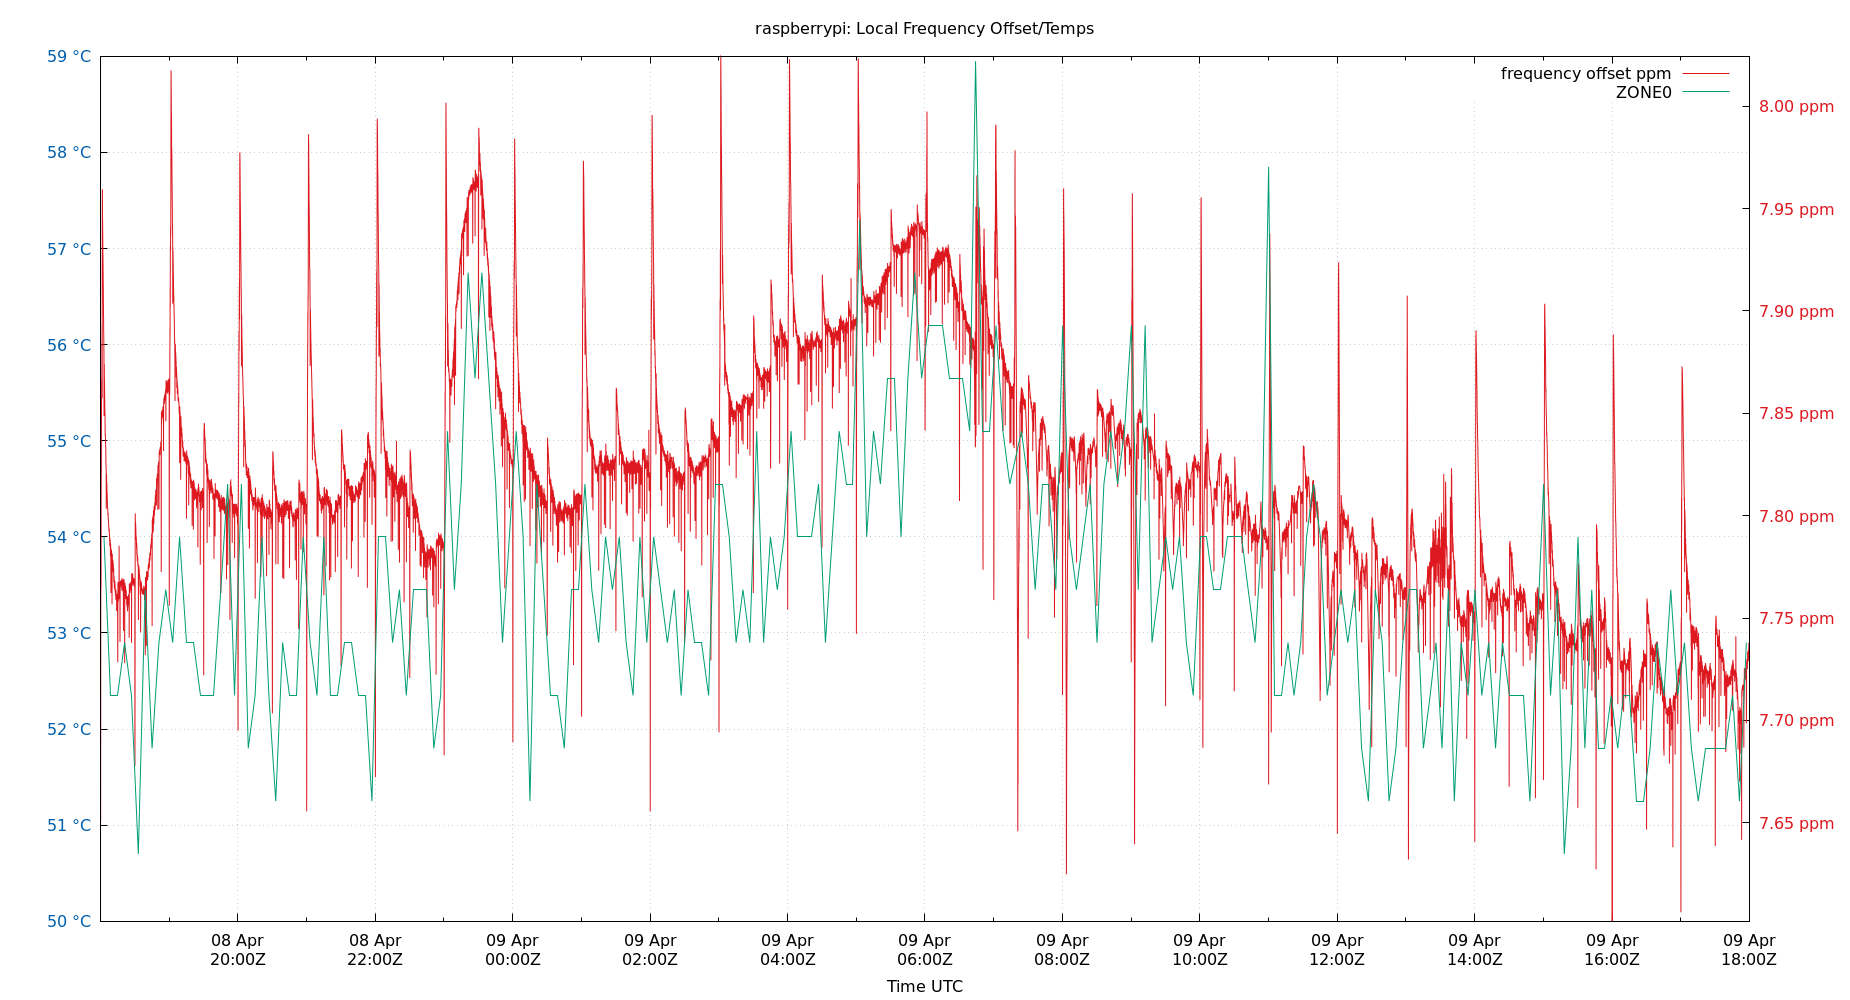 raspberrypi: Local Frequency Offset/Temps
59 °C
58 °C
57 °C
56 °C
55 °C
54 °C
53 °C
52 °C
51 °C
50 °C
frequency offset ppm
ZONE0
8.00 ppm
7.95 ppm
7.90 ppm
7.85 ppm
7.80 ppm
7.75 ppm
7.70 ppm
7.65 ppm
08 Apr
20:00Z
08 Apr
22:00Z
09 Apr
00:00Z
09 Apr
02:00Z
09 Apr
04:00Z
09 Apr
06:00Z
09 Apr
08:00Z
09 Apr
10:00Z
09 Apr
12:00Z
09 Apr
14:00Z
09 Apr
16:00Z
09 Apr
18:00Z
Time UTC